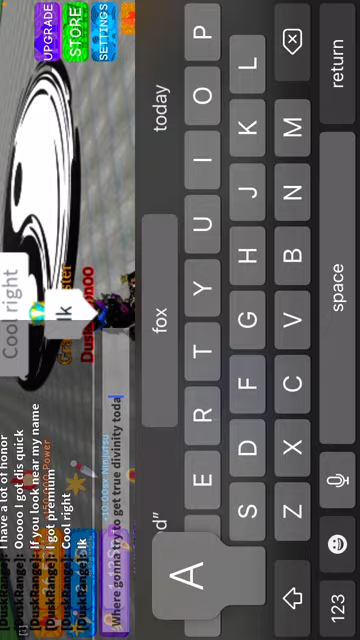 [DuskRange]: I have a lot of honor
[DuskRange]: Ooooo I got dis quick
[DuskRange]: If you look near my name
[DuskRange]: I got pride
[DuskRange]: Cool right
[DuskRange]: Ik
Where gonna try to get true divinity toda
Cool right
Ik
UPGRADE
STORE
SETTINGS
fox
today
A
E R T Y U I O P
S D F G H J K L
Z X C V B N M
123
space
return